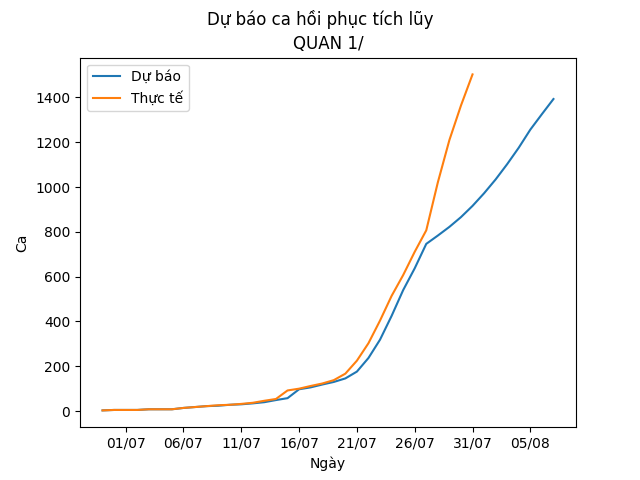 Dự báo ca hồi phục tích lũy
QUAN 1/
Dự báo
Thực tế
Ca
1400
1200
1000
800
600
400
200
0
01/07 06/07 11/07 16/07 21/07 26/07 31/07 05/08
Ngày